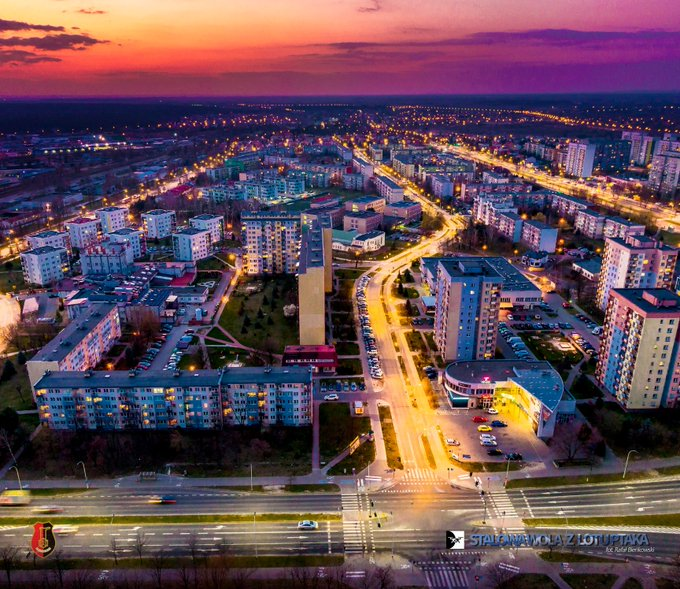 STALOWA WOLA Z LOTU PTAKA
fot. Rafał Bieńkowski